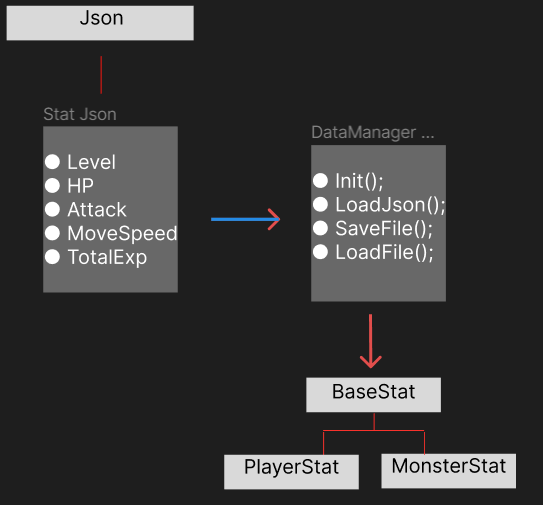 Json
Stat Json
Level
HP
Attack
MoveSpeed
TotalExp
DataManager ...
Init();
LoadJson();
SaveFile();
LoadFile();
BaseStat
PlayerStat
MonsterStat